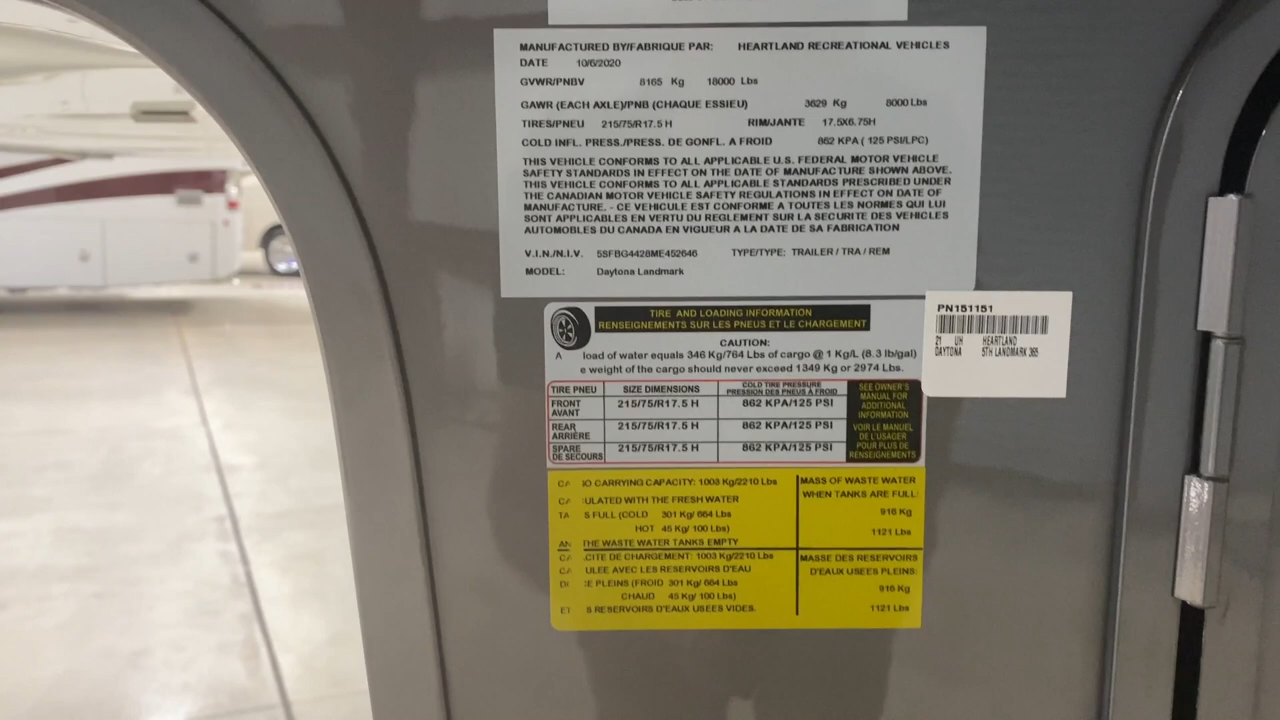 MANUFACTURED BY/FABRIQUE PAR: HEARTLAND RECREATIONAL VEHICLES
DATE 10/6/2020
GVWR/PNBV 8165 Kg 18000 Lbs
GAWR (EACH AXLE)/PNB (CHAQUE ESSIEU) 3629 Kg 8000 Lbs
TIRES/PNEU 215/75/R17.5 H RIM/JANTE 17.5X6.75H
COLD INFL. PRESS./PRESS. DE GONFL. A FROID 862 KPA ( 125 PSI/LPC)
THIS VEHICLE CONFORMS TO ALL APPLICABLE U.S. FEDERAL MOTOR VEHICLE
SAFETY STANDARDS IN EFFECT ON THE DATE OF MANUFACTURE SHOWN ABOVE.
THIS VEHICLE CONFORMS TO ALL APPLICABLE STANDARDS PRESCRIBED UNDER
THE CANADIAN MOTOR VEHICLE SAFETY REGULATIONS IN EFFECT ON DATE OF
MANUFACTURE. - CE VEHICULE EST CONFORME A TOUTES LES NORMES QUI LUI
SONT APPLICABLES EN VERTU DU REGLEMENT SUR LA SECURITE DES VEHICLES
AUTOMOBILES DU CANADA EN VIGUEUR A LA DATE DE SA FABRICATION
V.I.N./N.I.V. 5SFBG4428ME452646 TYPE/TYPE: TRAILER / TRA / REM
MODEL: Daytona Landmark
TIRE AND LOADING INFORMATION
RENSEIGNEMENTS SUR LES PNEUS ET LE CHARGEMENT
CAUTION:
A load of water equals 346 Kg/764 Lbs of cargo @ 1 Kg/L (8.3 lb/gal)
e weight of the cargo should never exceed 1349 Kg or 2974 Lbs.
TIRE PNEU SIZE DIMENSIONS COLD TIRE PRESSURE
PRESSION DES PNEUS À FROID
FRONT
AVANT 215/75/R17.5 H 862 KPA/125 PSI
REAR
ARRIÈRE 215/75/R17.5 H 862 KPA/125 PSI
SPARE
DE SECOURS 215/75/R17.5 H 862 KPA/125 PSI
SEE OWNER'S
MANUAL FOR
ADDITIONAL
INFORMATION
VOIR LE MANUEL
DE L'USAGER
POUR PLUS DE
RENSEIGNEMENTS
PN151151
21 UH HEARTLAND
DAYTONA 5TH LANDMARK 365
CA O CARRYING CAPACITY: 1003 Kg/2210 Lbs
CA ULATED WITH THE FRESH WATER
TA S FULL (COLD 301 Kg/ 664 Lbs
HOT 45 Kg/ 100 Lbs)
AN THE WASTE WATER TANKS EMPTY
MASS OF WASTE WATER
WHEN TANKS ARE FULL
916 Kg
1121 Lbs
CA CITE DE CHARGEMENT: 1003 Kg/2210 Lbs
CA ULEE AVEC LES RESERVOIRS D'EAU
DO E PLEINS (FROID 301 Kg/ 664 Lbs
CHAUD 45 Kg/ 100 Lbs)
ET S RESERVOIRS D'EAUX USEES VIDES.
MASSE DES RESERVOIRS
D'EAUX USEES PLEINS:
916 Kg
1121 Lbs